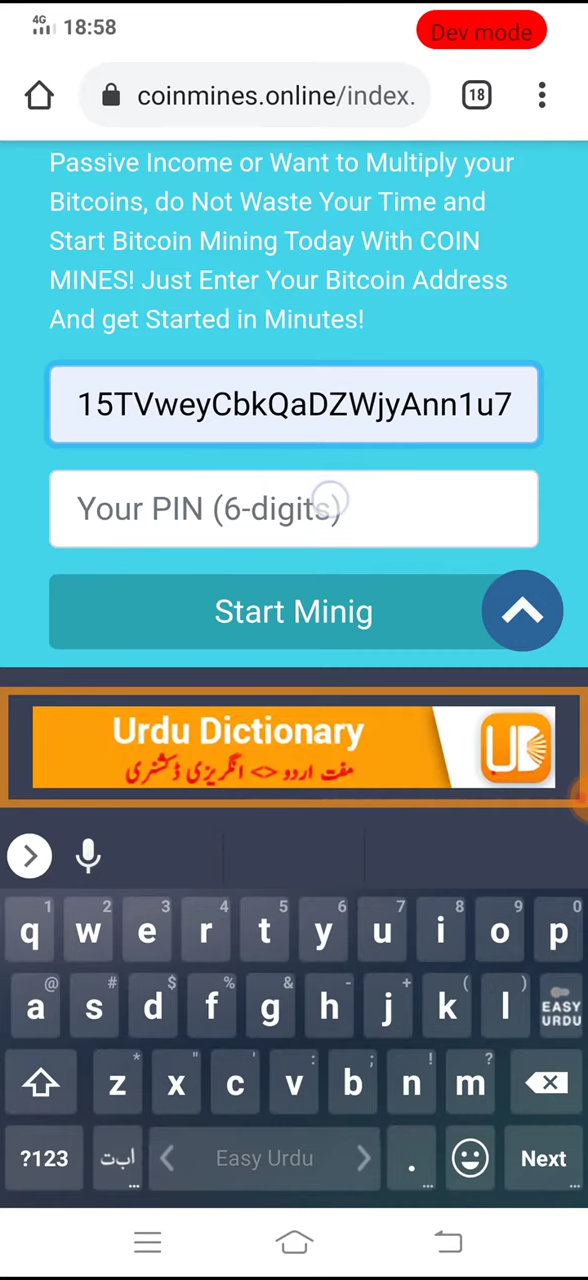 4G 18:58 Dev mode
coinmines.online/index. 18
Passive Income or Want to Multiply your
Bitcoins, do Not Waste Your Time and
Start Bitcoin Mining Today With COIN
MINES! Just Enter Your Bitcoin Address
And get Started in Minutes!
15TVweyCbkQaDZWjyAnn1u7
Your PIN (6-digits)
Start Minig
Urdu Dictionary
مفت اردو <> انگریزی ڈکشنری
UD
1 2 3 4 5 6 7 8 9 0
q w e r t y u i o p
@ # $ % & - + ( )
a s d f g h j k l EASY URDU
* " ' : ; ! ?
z x c v b n m
?123 ا ب ت ... Easy Urdu . ... Next ...